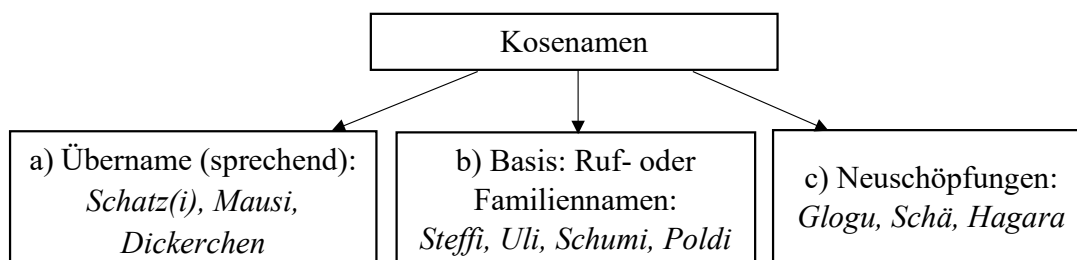 Kosenamen
a) Übername (sprechend):
Schatz(i), Mausi,
Dickerchen
b) Basis: Ruf- oder
Familiennamen:
Steffi, Uli, Schumi, Poldi
c) Neuschöpfungen:
Glogu, Schä, Hagara